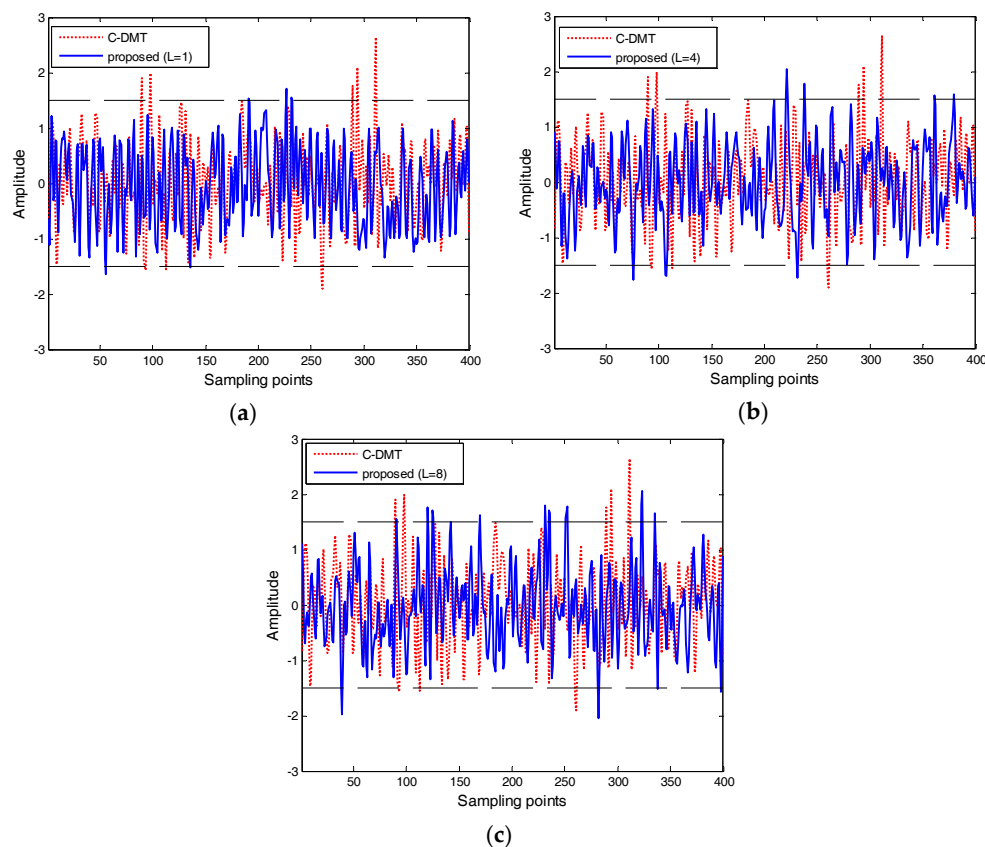 3
2
1
0
-1
-2
-3
Amplitude
C-DMT
proposed (L=1)
50 100 150 200 250 300 350 400
Sampling points
(a)
3
2
1
0
-1
-2
-3
Amplitude
C-DMT
proposed (L=4)
50 100 150 200 250 300 350 400
Sampling points
(b)
3
2
1
0
-1
-2
-3
Amplitude
C-DMT
proposed (L=8)
50 100 150 200 250 300 350 400
Sampling points
(c)